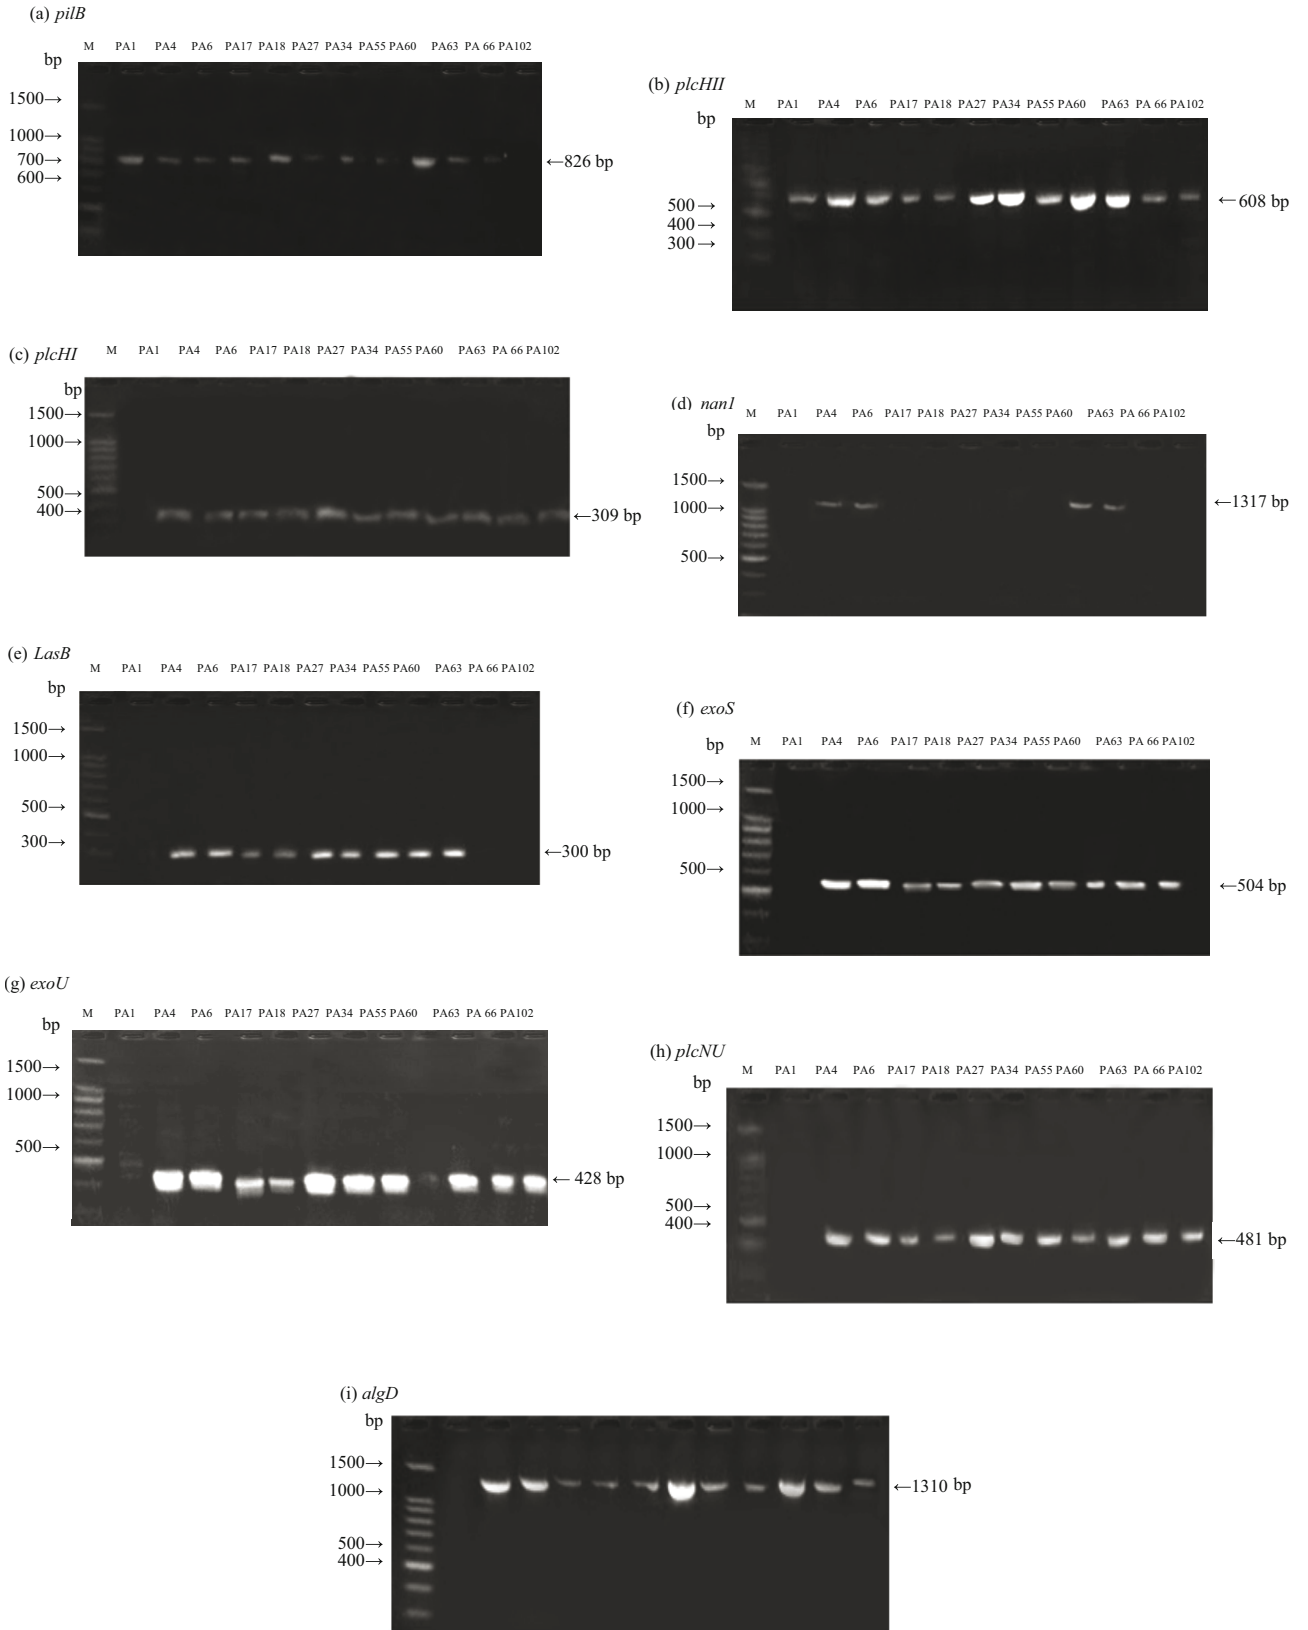 (a) pilB
M PA1 PA4 PA6 PA17 PA18 PA27 PA34 PA55 PA60 PA63 PA 66 PA102
bp
1500→
1000→
700→
600→
←826 bp
(b) plcHII
M PA1 PA4 PA6 PA17 PA18 PA27 PA34 PA55 PA60 PA63 PA 66 PA102
bp
500→
400→
300→
←608 bp
(c) plcHI
M PA1 PA4 PA6 PA17 PA18 PA27 PA34 PA55 PA60 PA63 PA 66 PA102
bp
1500→
1000→
500→
400→
←309 bp
(d) nan1
M PA1 PA4 PA6 PA17 PA18 PA27 PA34 PA55 PA60 PA63 PA 66 PA102
bp
1500→
1000→
500→
←1317 bp
(e) LasB
M PA1 PA4 PA6 PA17 PA18 PA27 PA34 PA55 PA60 PA63 PA 66 PA102
bp
1500→
1000→
500→
300→
←300 bp
(f) exoS
M PA1 PA4 PA6 PA17 PA18 PA27 PA34 PA55 PA60 PA63 PA 66 PA102
bp
1500→
1000→
500→
←504 bp
(g) exoU
M PA1 PA4 PA6 PA17 PA18 PA27 PA34 PA55 PA60 PA63 PA 66 PA102
bp
1500→
1000→
500→
← 428 bp
(h) plcNU
M PA1 PA4 PA6 PA17 PA18 PA27 PA34 PA55 PA60 PA63 PA 66 PA102
bp
1500→
1000→
500→
400→
←481 bp
(i) algD
bp
1500→
1000→
500→
400→
←1310 bp